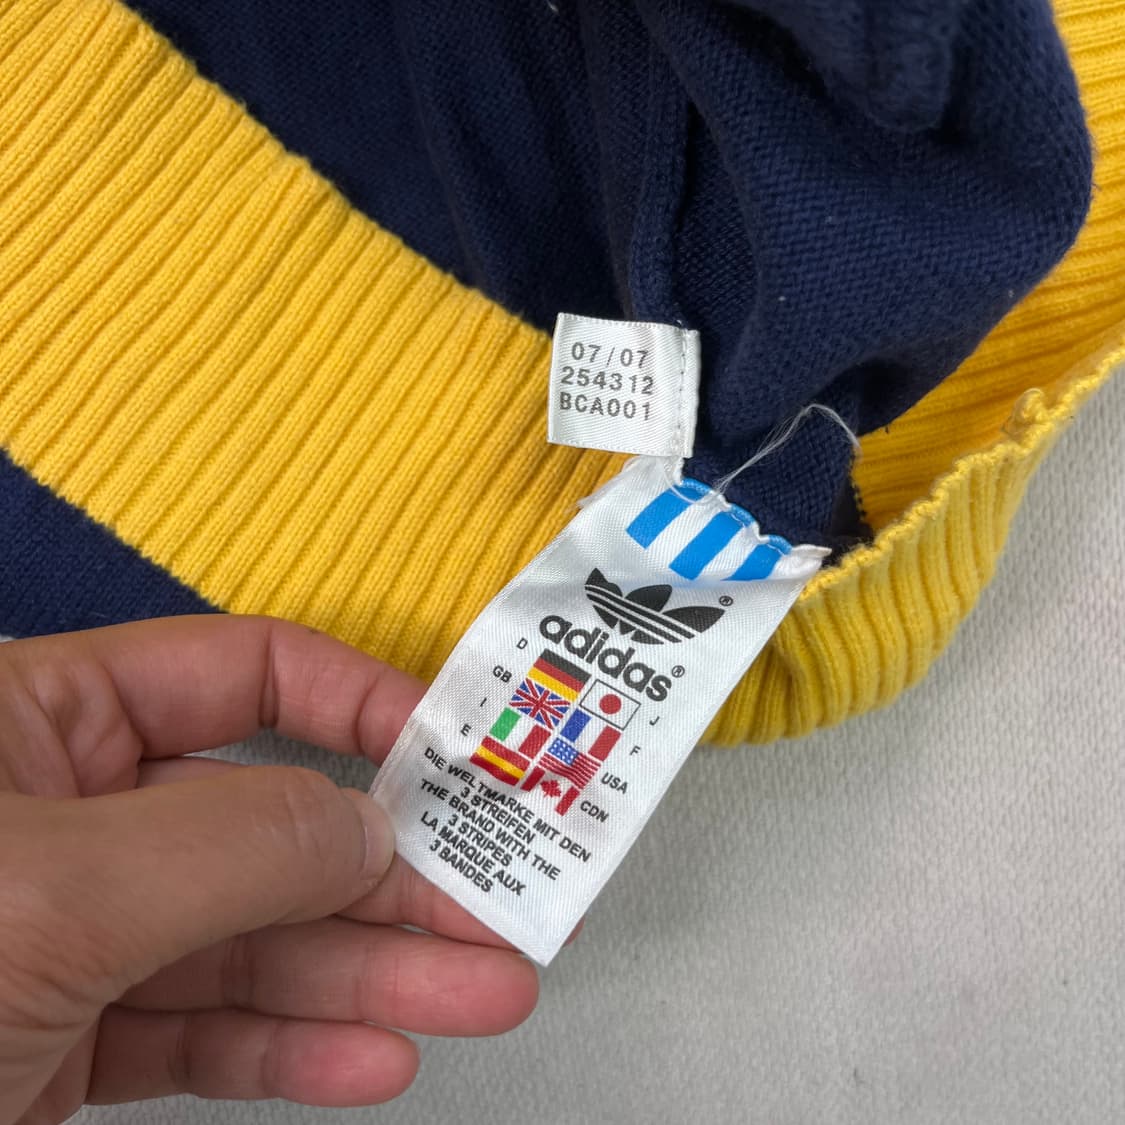 07/07
254312
BCA001
®
adidas®
D
GB
J
I
F
E
USA
CDN
DIE WELTMARKE MIT DEN
3 STREIFEN
THE BRAND WITH THE
3 STRIPES
LA MARQUE AUX
3 BANDES